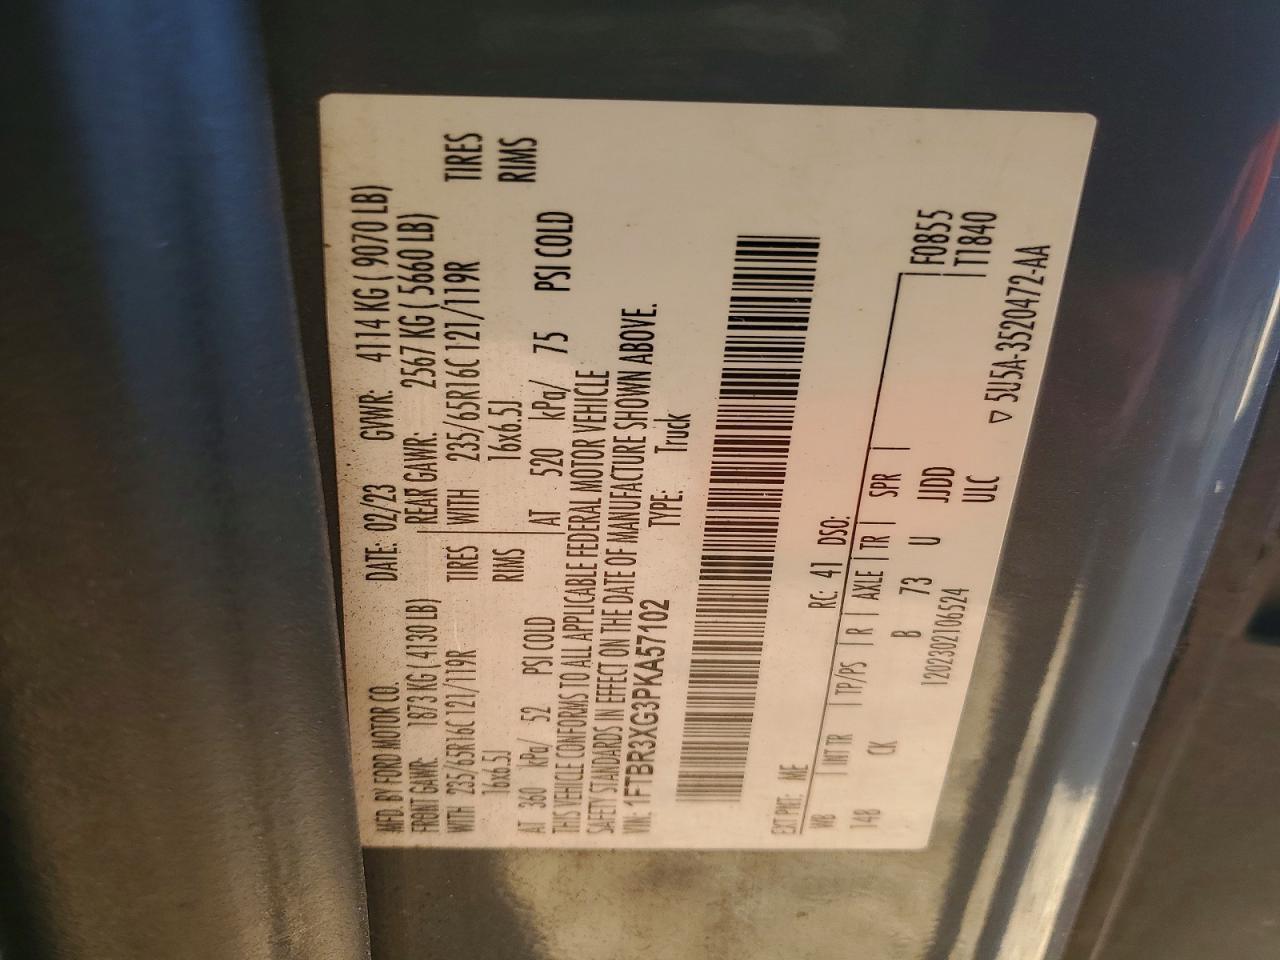 MFD. BY FORD MOTOR CO. DATE: 02/23 GVWR: 4114 KG ( 9070 LB)
FRONT GAWR: 1873 KG ( 4130 LB) REAR GAWR: 2567 KG ( 5660 LB)
WITH 235/65R16C 121/119R TIRES WITH 235/65R16C 121/119R TIRES
16x6.5J RIMS 16x6.5J RIMS
AT 360 kPa/ 52 PSI COLD AT 520 kPa/ 75 PSI COLD
THIS VEHICLE CONFORMS TO ALL APPLICABLE FEDERAL MOTOR VEHICLE
SAFETY STANDARDS IN EFFECT ON THE DATE OF MANUFACTURE SHOWN ABOVE.
VIN: 1FTBR3XG3PKA57102 TYPE: Truck
EXT PNT: ME RC: 41 DSO:
WB INT TR TP/PS R AXLE TR SPR F0855
148 CK B 73 U JJDD T1840
ULC
1202302106524 ▽ 5U5A-3520472-AA